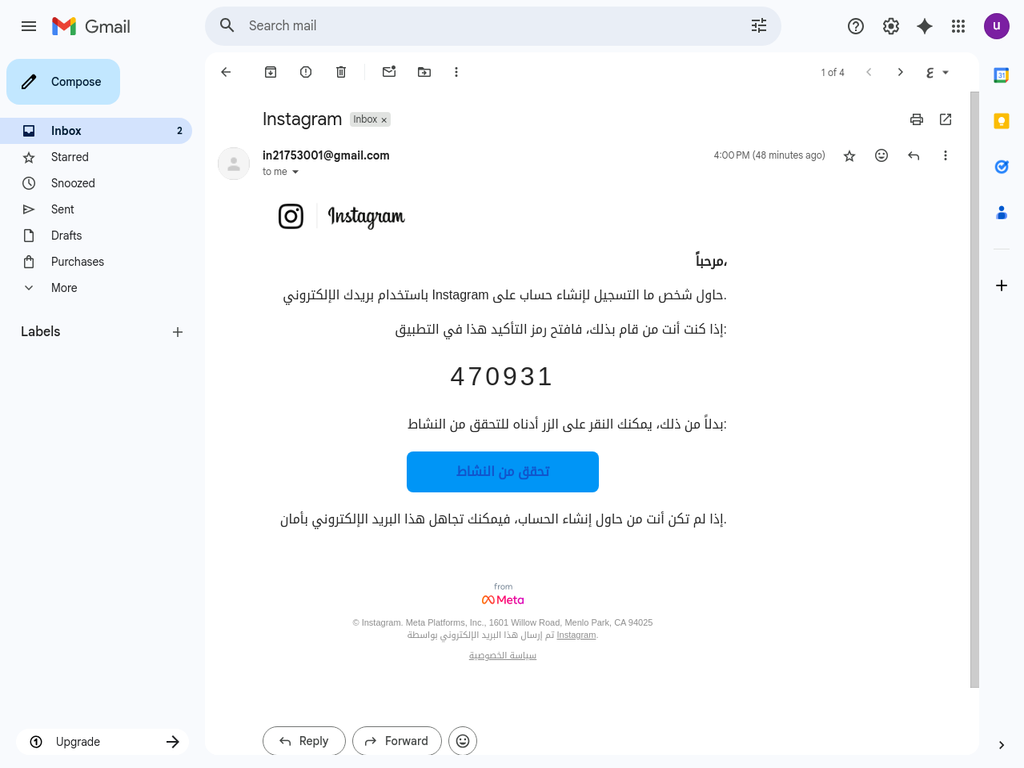 Gmail
Search mail
u
Compose
1 of 4
Inbox 2
Starred
Snoozed
Sent
Drafts
Purchases
More
Labels
Upgrade
Instagram
Inbox ×
in21753001@gmail.com
4:00 PM (48 minutes ago)
to me
Instagram
مرحباً،
حاول شخص ما التسجيل لإنشاء حساب على Instagram باستخدام بريدك الإلكتروني.
إذا كنت أنت من قام بذلك، فافتح رمز التأكيد هذا في التطبيق:
470931
بدلاً من ذلك، يمكنك النقر على الزر أدناه للتحقق من النشاط:
تحقق من النشاط
إذا لم تكن أنت من حاول إنشاء الحساب، فيمكنك تجاهل هذا البريد الإلكتروني بأمان.
from
Meta
© Instagram. Meta Platforms, Inc., 1601 Willow Road, Menlo Park, CA 94025
تم إرسال هذا البريد الإلكتروني بواسطة Instagram.
سياسة الخصوصية
Reply
Forward
31